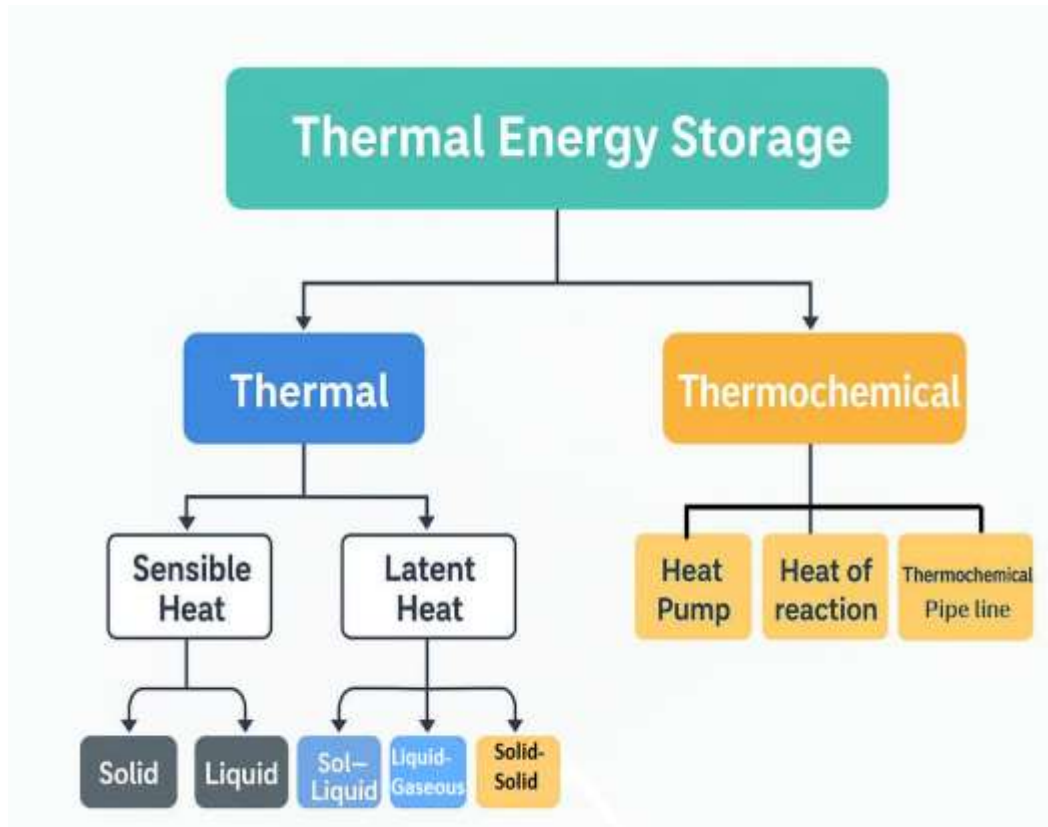 Thermal Energy Storage
Thermal
Thermochemical
Sensible
Heat
Latent
Heat
Heat
Pump
Heat of
reaction
Thermochemical
Pipe line
Solid
Liquid
Sol–
Liquid
Liquid-
Gaseous
Solid-
Solid